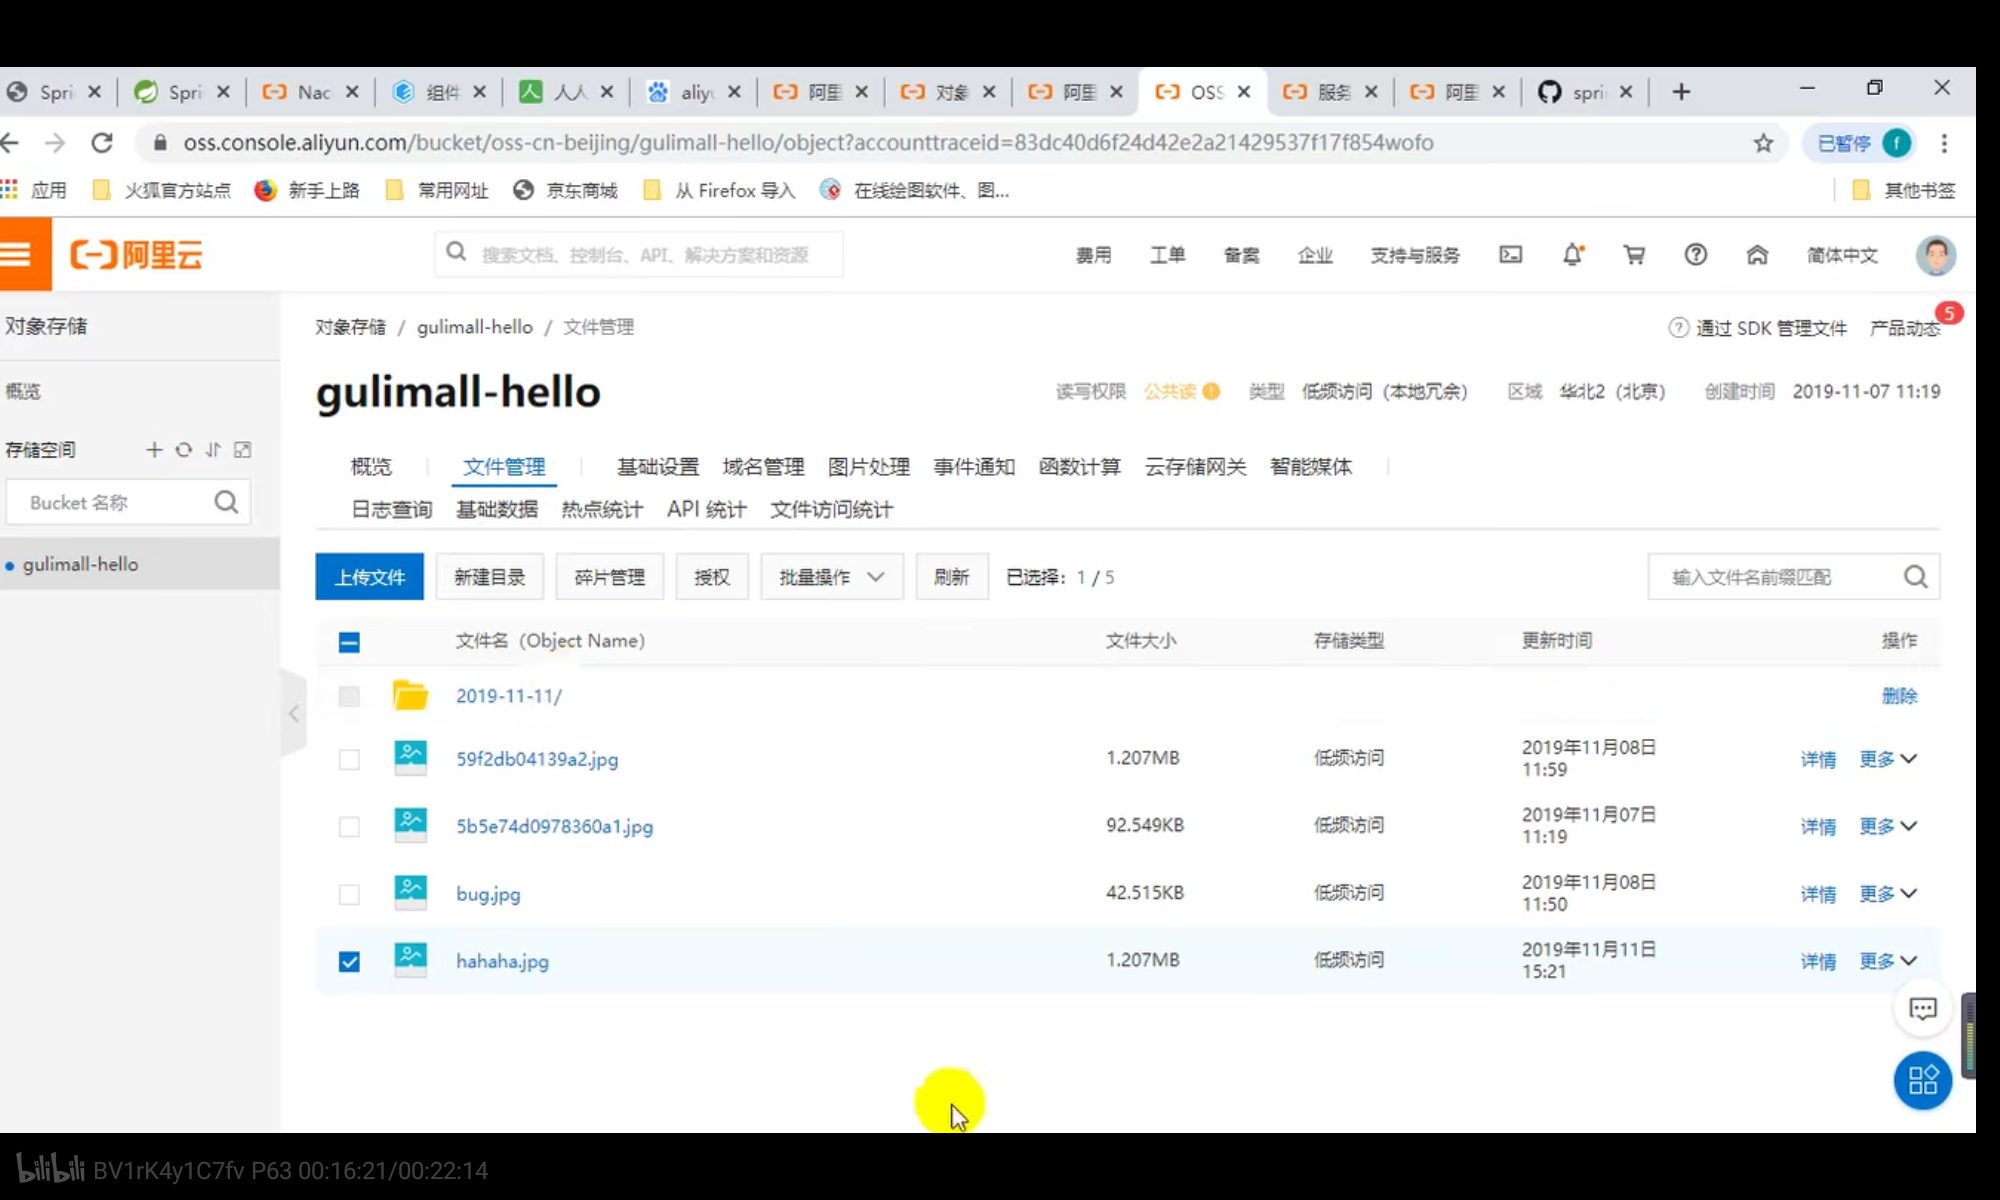 Spri Spri Nac 组件 人人 aliyu 阿里 对象 阿里 OSS 服务 阿里 spri
oss.console.aliyun.com/bucket/oss-cn-beijing/gulimall-hello/object?accounttraceid=83dc40d6f24d42e2a21429537f17f854wofo 已暂停 f
应用 火狐官方站点 新手上路 常用网址 京东商城 从 Firefox 导入 在线绘图软件、图... 其他书签
阿里云 搜索文档、控制台、API、解决方案和资源 费用 工单 备案 企业 支持与服务 简体中文
对象存储 对象存储 / gulimall-hello / 文件管理 通过 SDK 管理文件 产品动态 5
概览 gulimall-hello 读写权限 公共读 类型 低频访问 (本地冗余) 区域 华北2 (北京) 创建时间 2019-11-07 11:19
存储空间 概览 文件管理 基础设置 域名管理 图片处理 事件通知 函数计算 云存储网关 智能媒体
Bucket 名称 日志查询 基础数据 热点统计 API 统计 文件访问统计
gulimall-hello 上传文件 新建目录 碎片管理 授权 批量操作 刷新 已选择: 1 / 5 输入文件名前缀匹配
文件名 (Object Name) 文件大小 存储类型 更新时间 操作
2019-11-11/ 删除
59f2db04139a2.jpg 1.207MB 低频访问 2019年11月08日 11:59 详情 更多
5b5e74d0978360a1.jpg 92.549KB 低频访问 2019年11月07日 11:19 详情 更多
bug.jpg 42.515KB 低频访问 2019年11月08日 11:50 详情 更多
hahaha.jpg 1.207MB 低频访问 2019年11月11日 15:21 详情 更多
bilibili BV1rK4y1C7fv P63 00:16:21/00:22:14